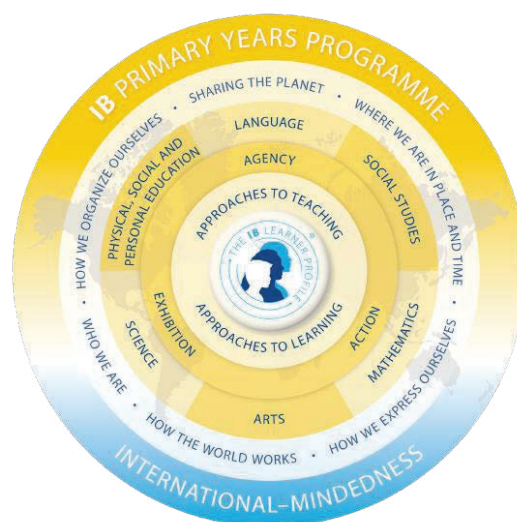 IB PRIMARY YEARS PROGRAMME
SHARING THE PLANET • WHERE WE ARE IN PLACE AND TIME • HOW WE EXPRESS OURSELVES • HOW THE WORLD WORKS • WHO WE ARE • HOW WE ORGANIZE OURSELVES •
LANGUAGE
SOCIAL STUDIES
MATHEMATICS
ARTS
SCIENCE
PHYSICAL, SOCIAL AND
PERSONAL EDUCATION
AGENCY
ACTION
EXHIBITION
APPROACHES TO TEACHING
APPROACHES TO LEARNING
THE IB LEARNER PROFILE
®
INTERNATIONAL–MINDEDNESS